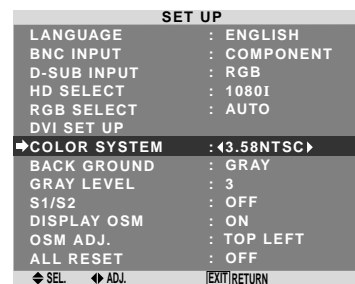 SET UP
LANGUAGE : ENGLISH
BNC INPUT : COMPONENT
D-SUB INPUT : RGB
HD SELECT : 1080I
RGB SELECT : AUTO
DVI SET UP
COLOR SYSTEM : 3.58NTSC
BACK GROUND : GRAY
GRAY LEVEL : 3
S1/S2 : OFF
DISPLAY OSM : ON
OSM ADJ. : TOP LEFT
ALL RESET : OFF
SEL. ADJ. EXIT RETURN